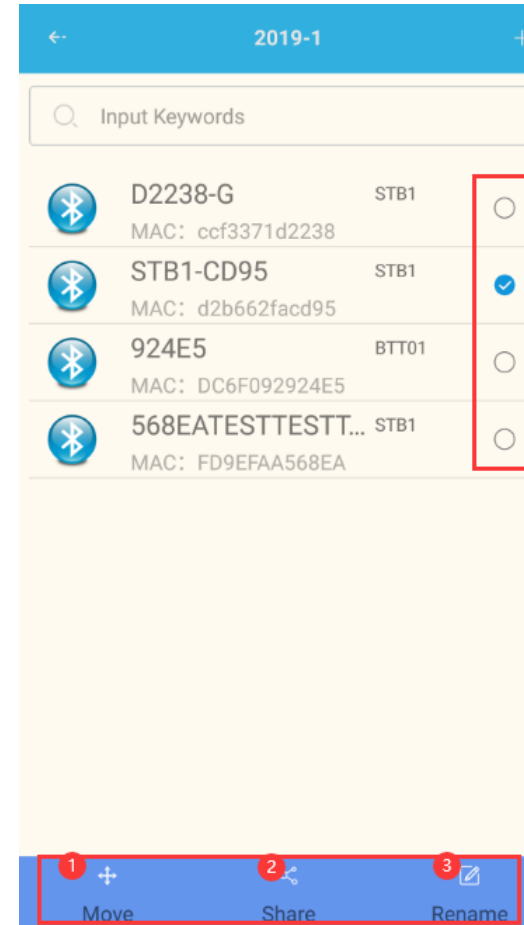 2019-1
Input Keywords
D2238-G STB1
MAC: ccf3371d2238
STB1-CD95 STB1
MAC: d2b662facd95
924E5 BTT01
MAC: DC6F092924E5
568EATESTTESTT... STB1
MAC: FD9EFAA568EA
1 2 3
Move Share Rename